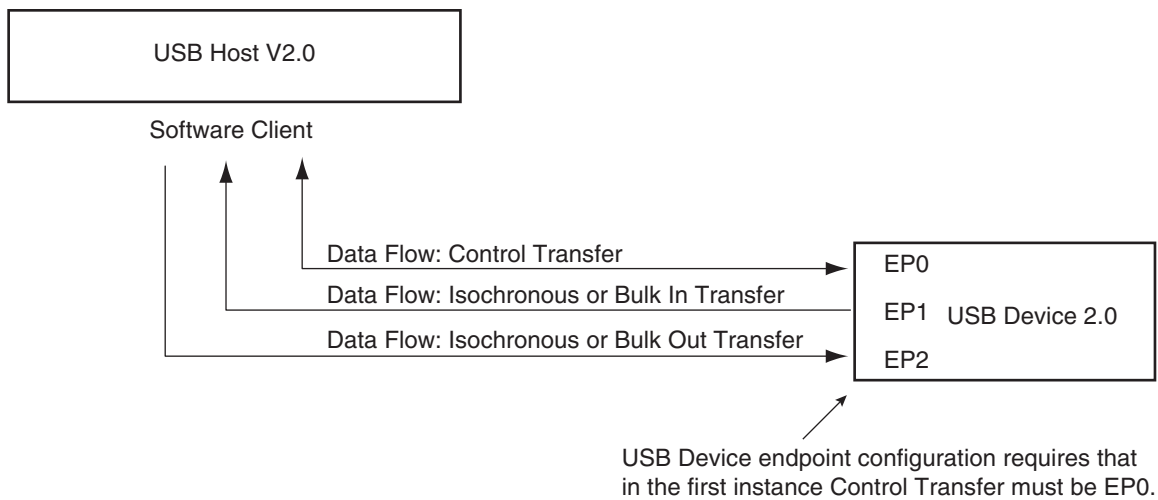 USB Host V2.0
Software Client
Data Flow: Control Transfer
Data Flow: Isochronous or Bulk In Transfer
Data Flow: Isochronous or Bulk Out Transfer
EP0
EP1 USB Device 2.0
EP2
USB Device endpoint configuration requires that
in the first instance Control Transfer must be EP0.